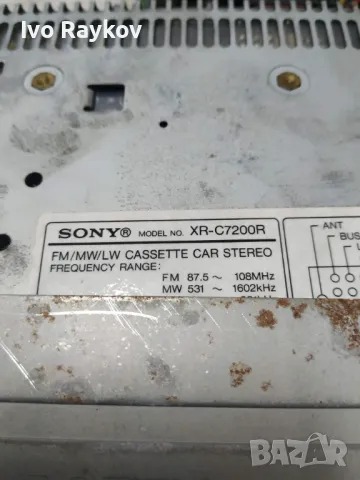 Ivo Raykov
SONY® MODEL NO. XR-C7200R
FM/MW/LW CASSETTE CAR STEREO
FREQUENCY RANGE:
FM 87.5 ~ 108MHz
MW 531 ~ 1602kHz
ANT
BUS
bazar
БАЗАР